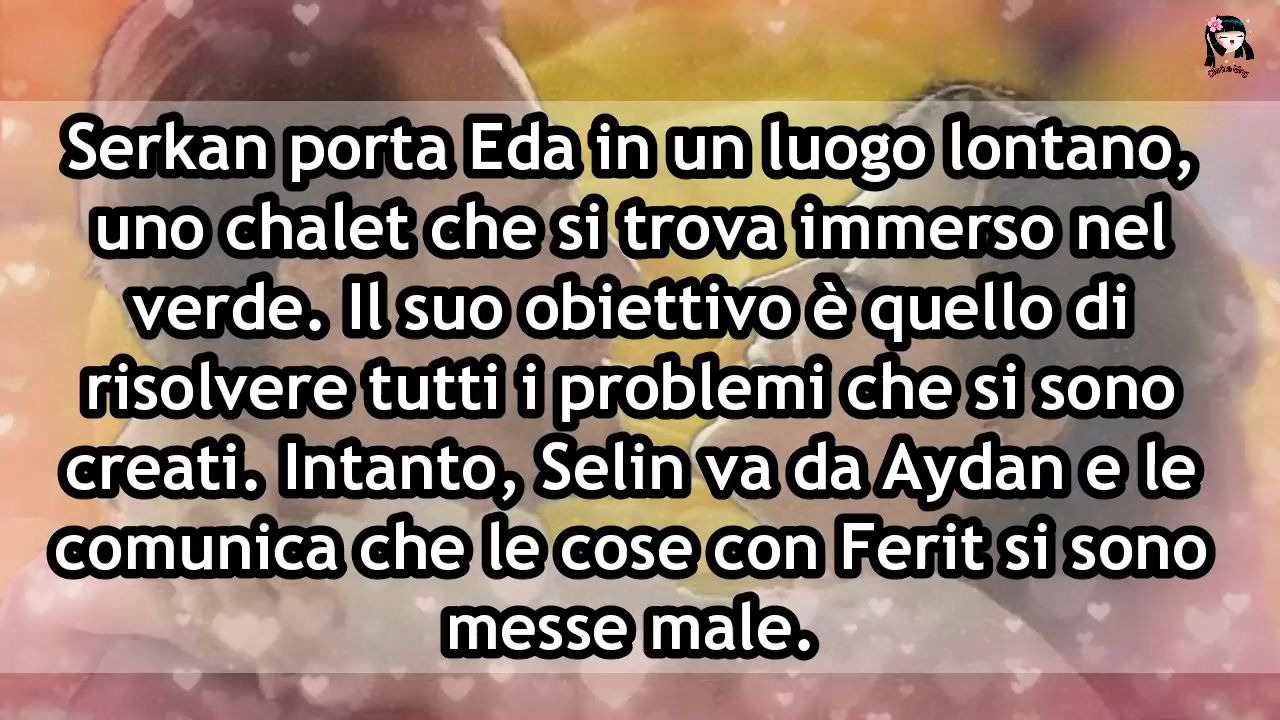 Serkan porta Eda in un luogo lontano,
uno chalet che si trova immerso nel
verde. Il suo obiettivo è quello di
risolvere tutti i problemi che si sono
creati. Intanto, Selin va da Aydan e le
comunica che le cose con Ferit si sono
messe male.